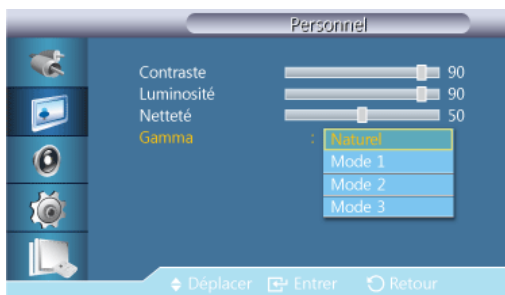 Personnel
Contraste 90
Luminosité 90
Netteté 50
Gamma : Naturel
Mode 1
Mode 2
Mode 3
Déplacer Entrer Retour